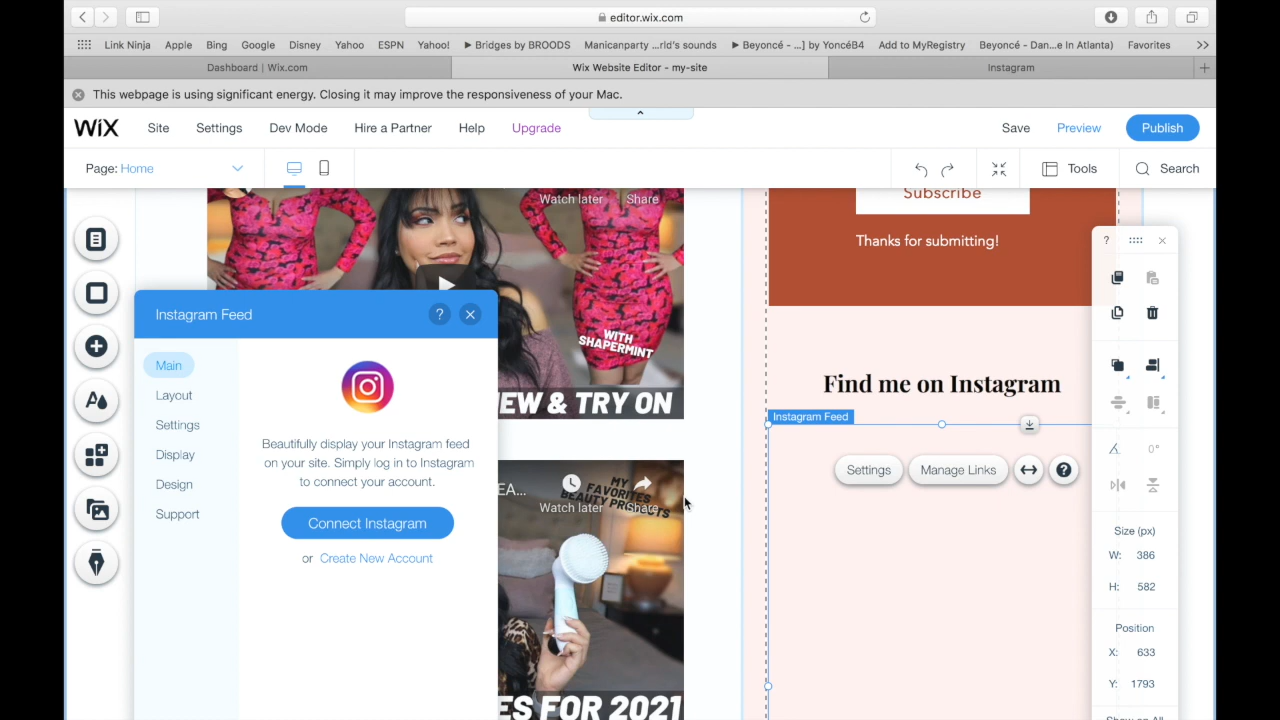 editor.wix.com
Link Ninja Apple Bing Google Disney Yahoo ESPN Yahoo! ▶ Bridges by BROODS Manicanparty ...rld's sounds ▶ Beyoncé - ...] by YoncéB4 Add to MyRegistry Beyoncé - Dan...e In Atlanta) Favorites
Dashboard | Wix.com Wix Website Editor - my-site Instagram
This webpage is using significant energy. Closing it may improve the responsiveness of your Mac.
WIX Site Settings Dev Mode Hire a Partner Help Upgrade Save Preview Publish
Page: Home Tools Search
Watch later Share
Subscribe
Thanks for submitting!
WITH
SHAPERMINT
EW & TRY ON
Instagram Feed ?
Main
Layout
Settings
Display
Design
Support
Beautifully display your Instagram feed
on your site. Simply log in to Instagram
to connect your account.
Connect Instagram
or Create New Account
EA...
Watch later Share
MY
FAVORITES
BEAUTY PRODUCTS
ES FOR 2021
Find me on Instagram
Instagram Feed
Settings Manage Links ?
?
0°
Size (px)
W: 386
H: 582
Position
X: 633
Y: 1793
Show on All